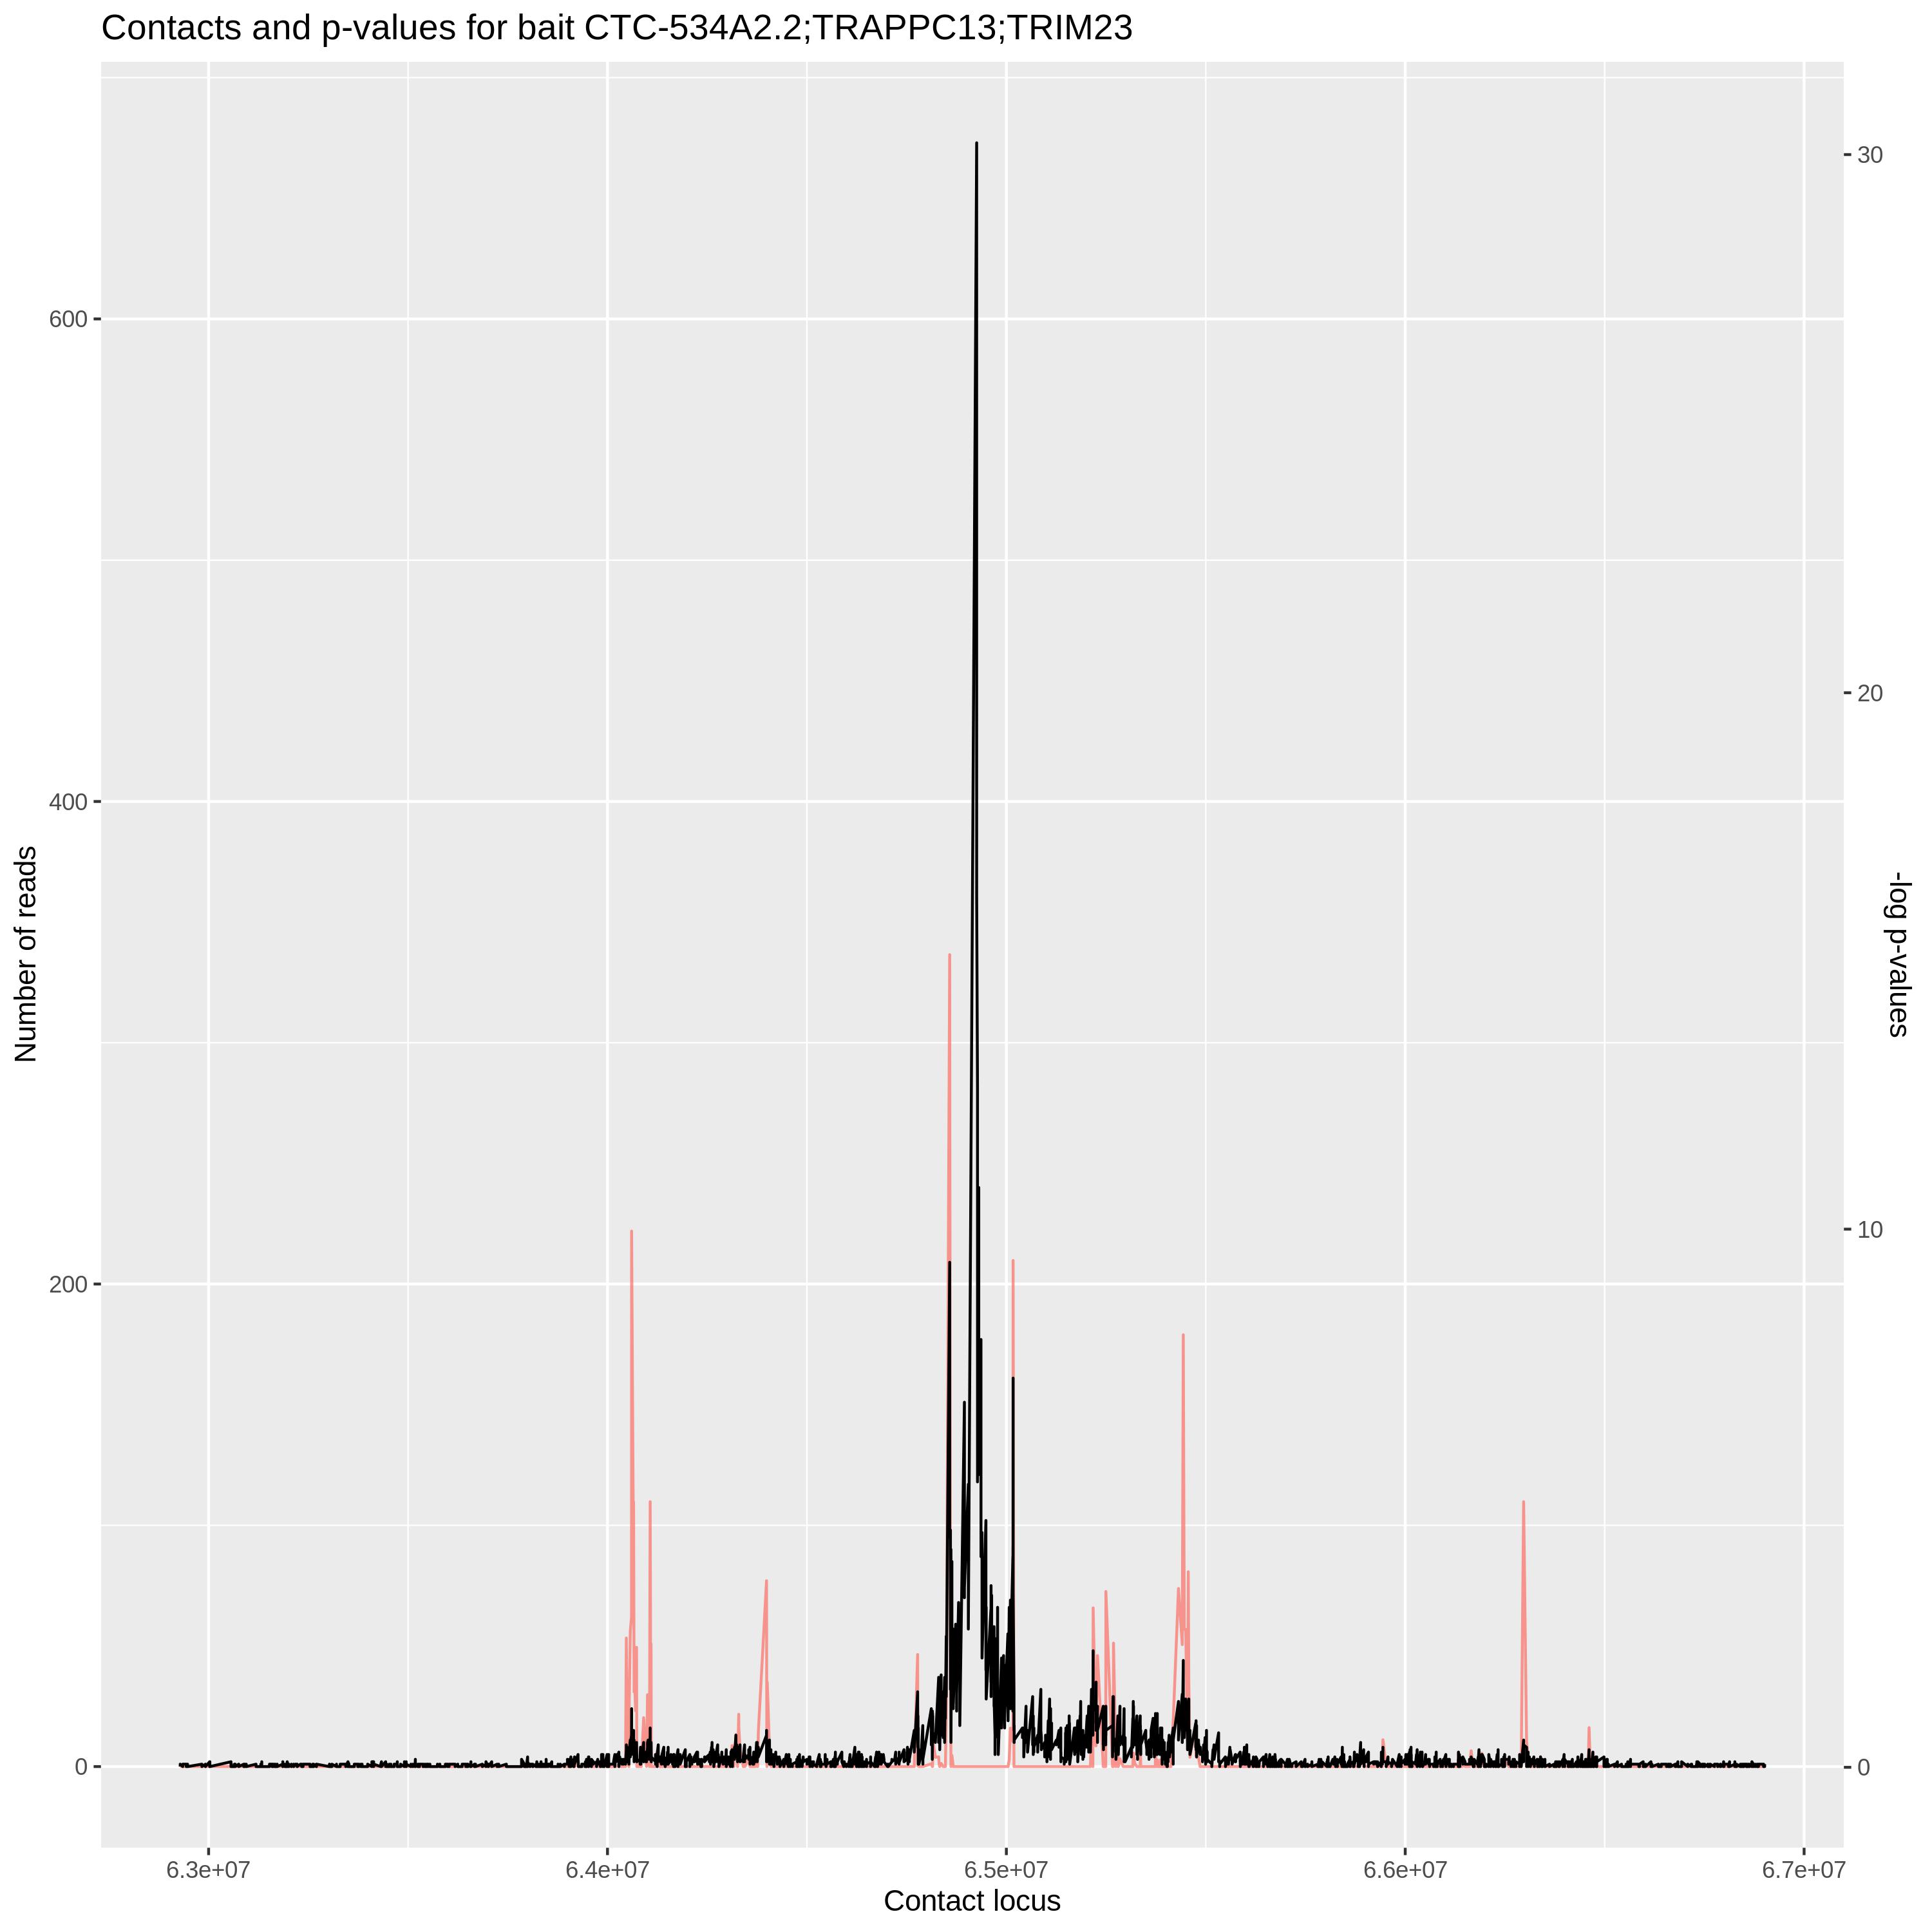 Contacts and p-values for bait CTC-534A2.2;TRAPPC13;TRIM23
Number of reads
600
400
200
0
30
20
10
0
-log p-values
6.3e+07 6.4e+07 6.5e+07 6.6e+07 6.7e+07
Contact locus